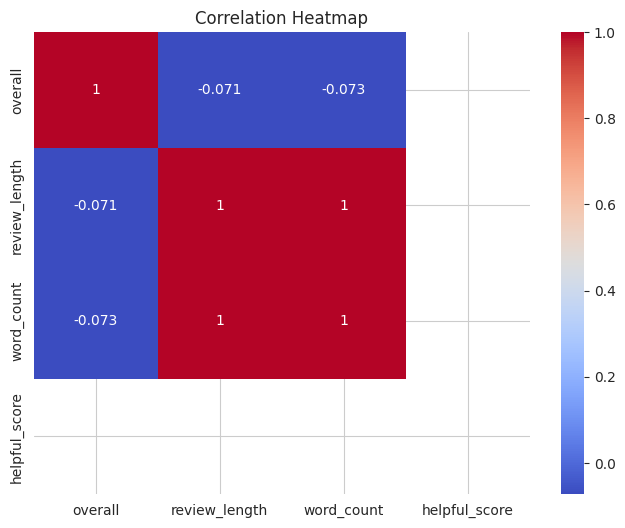 Correlation Heatmap
overall
1
-0.071
-0.073
review_length
-0.071
1
1
word_count
-0.073
1
1
helpful_score
overall
review_length
word_count
helpful_score
1.0
0.8
0.6
0.4
0.2
0.0